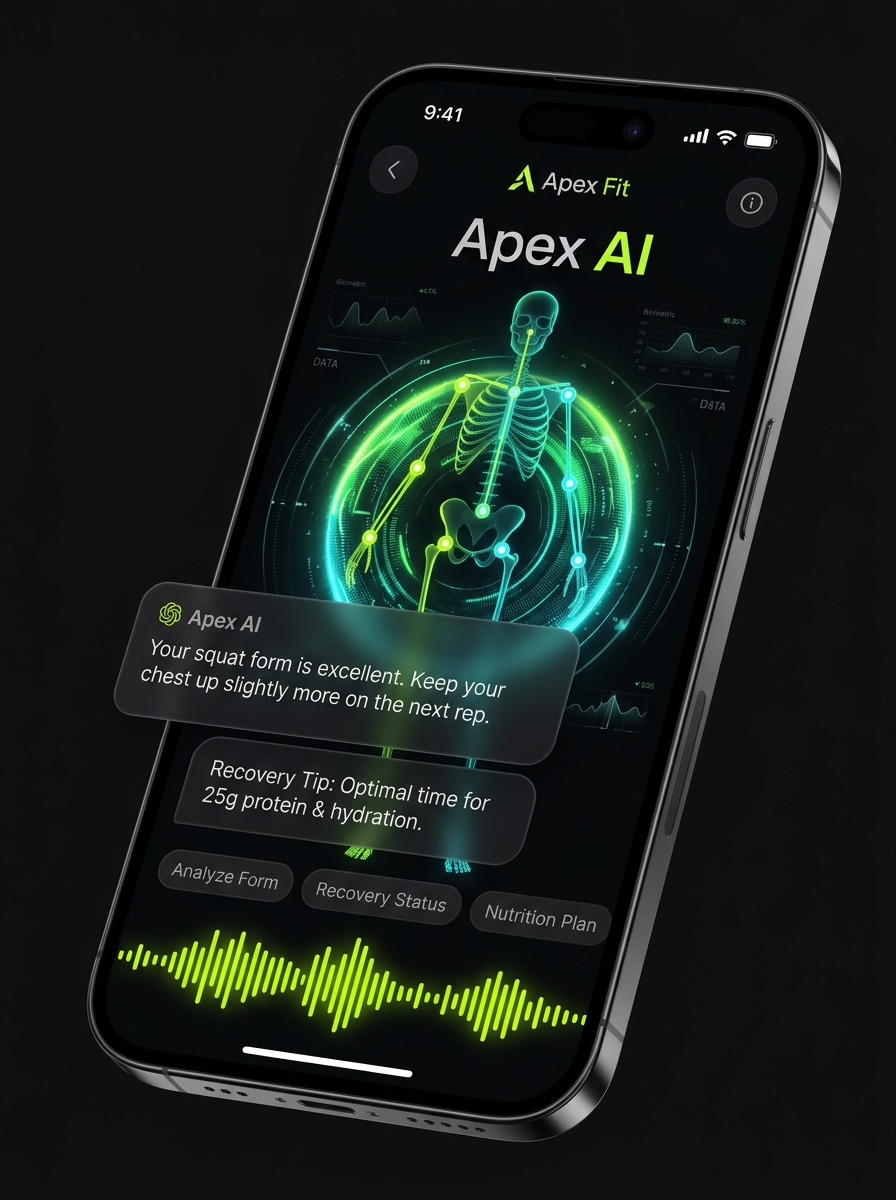 9:41
Apex Fit
Apex AI
DATA
D8TA
Apex AI
Your squat form is excellent. Keep your
chest up slightly more on the next rep.
Recovery Tip: Optimal time for
25g protein & hydration.
Analyze Form
Recovery Status
Nutrition Plan